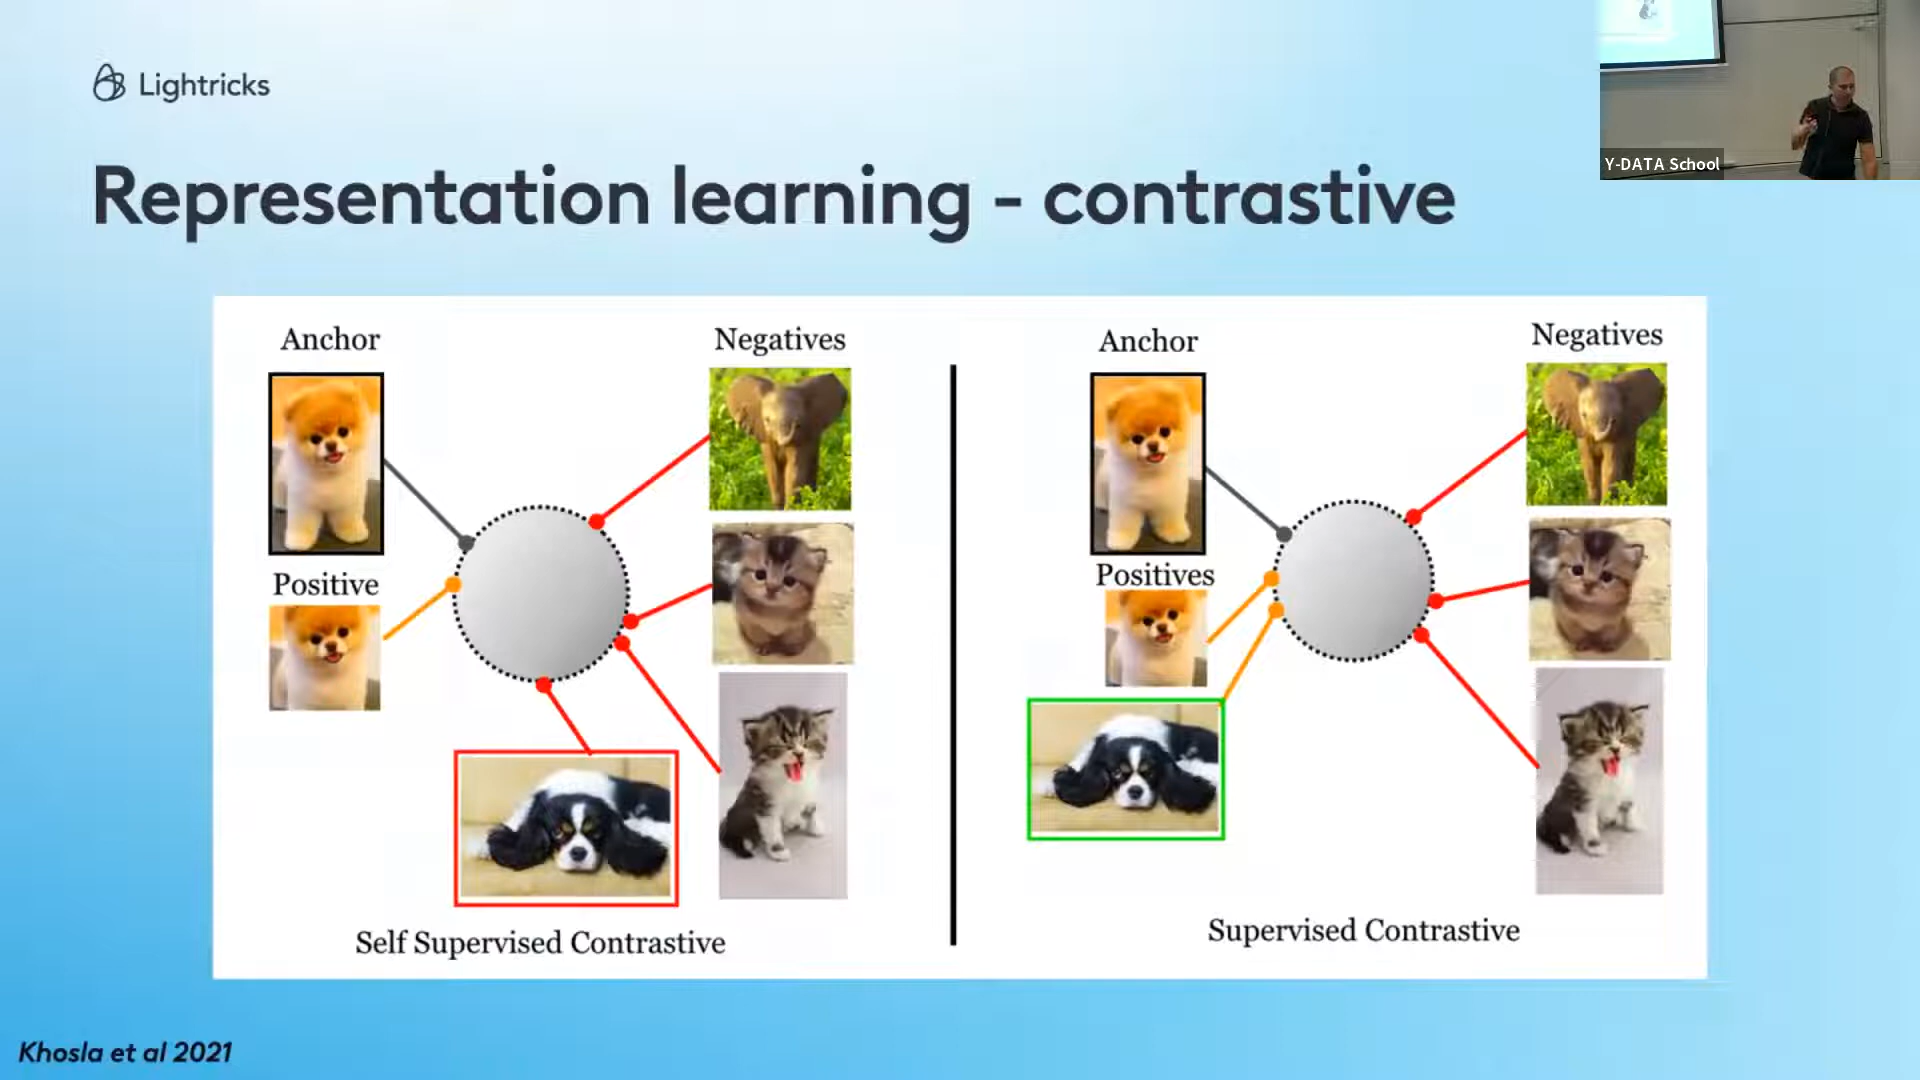 Lightricks
Y-DATA School
Representation learning - contrastive
Anchor
Negatives
Positive
Self Supervised Contrastive
Anchor
Negatives
Positives
Supervised Contrastive
Khosla et al 2021